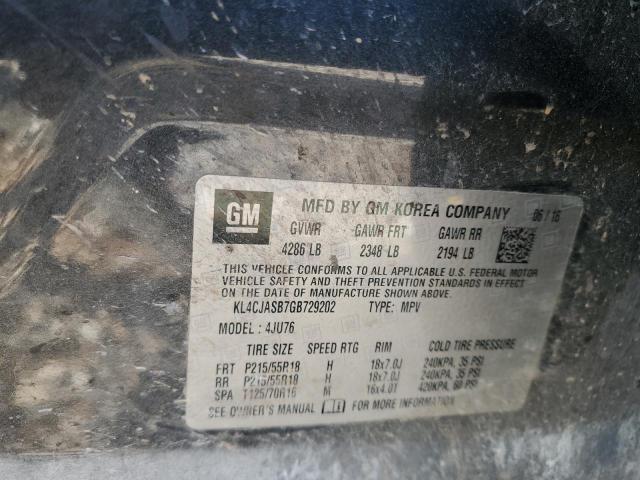 GM
MFD BY GM KOREA COMPANY 06/16
GVWR GAWR FRT GAWR RR
4286 LB 2348 LB 2194 LB
THIS VEHICLE CONFORMS TO ALL APPLICABLE U.S. FEDERAL MOTOR
VEHICLE SAFETY AND THEFT PREVENTION STANDARDS IN EFFECT
ON THE DATE OF MANUFACTURE SHOWN ABOVE.
KL4CJASB7GB729202 TYPE: MPV
MODEL: 4JU76
TIRE SIZE SPEED RTG RIM COLD TIRE PRESSURE
FRT P215/55R18 H 18x7.0J 240KPA, 35 PSI
RR P215/55R18 H 18x7.0J 240KPA, 35 PSI
SPA T125/70R16 M 16x4.0T 420KPA, 60 PSI
SEE OWNER'S MANUAL FOR MORE INFORMATION